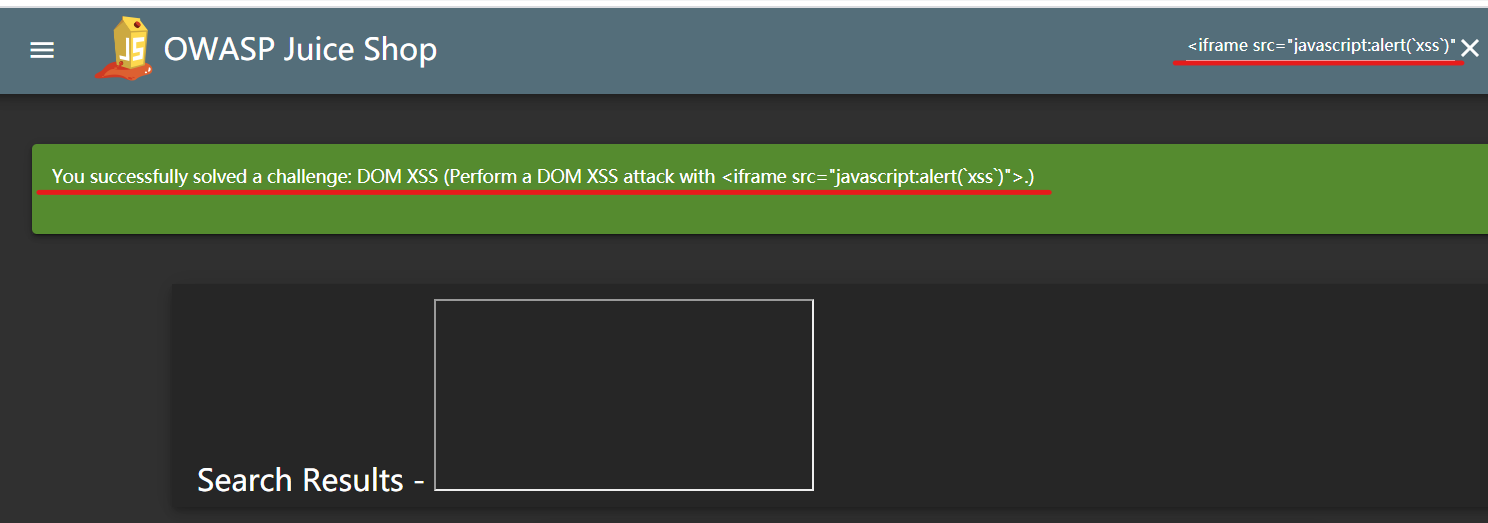 JS
OWASP Juice Shop
<iframe src="javascript:alert(`xss`)"
You successfully solved a challenge: DOM XSS (Perform a DOM XSS attack with <iframe src="javascript:alert(`xss`)">.)
Search Results -